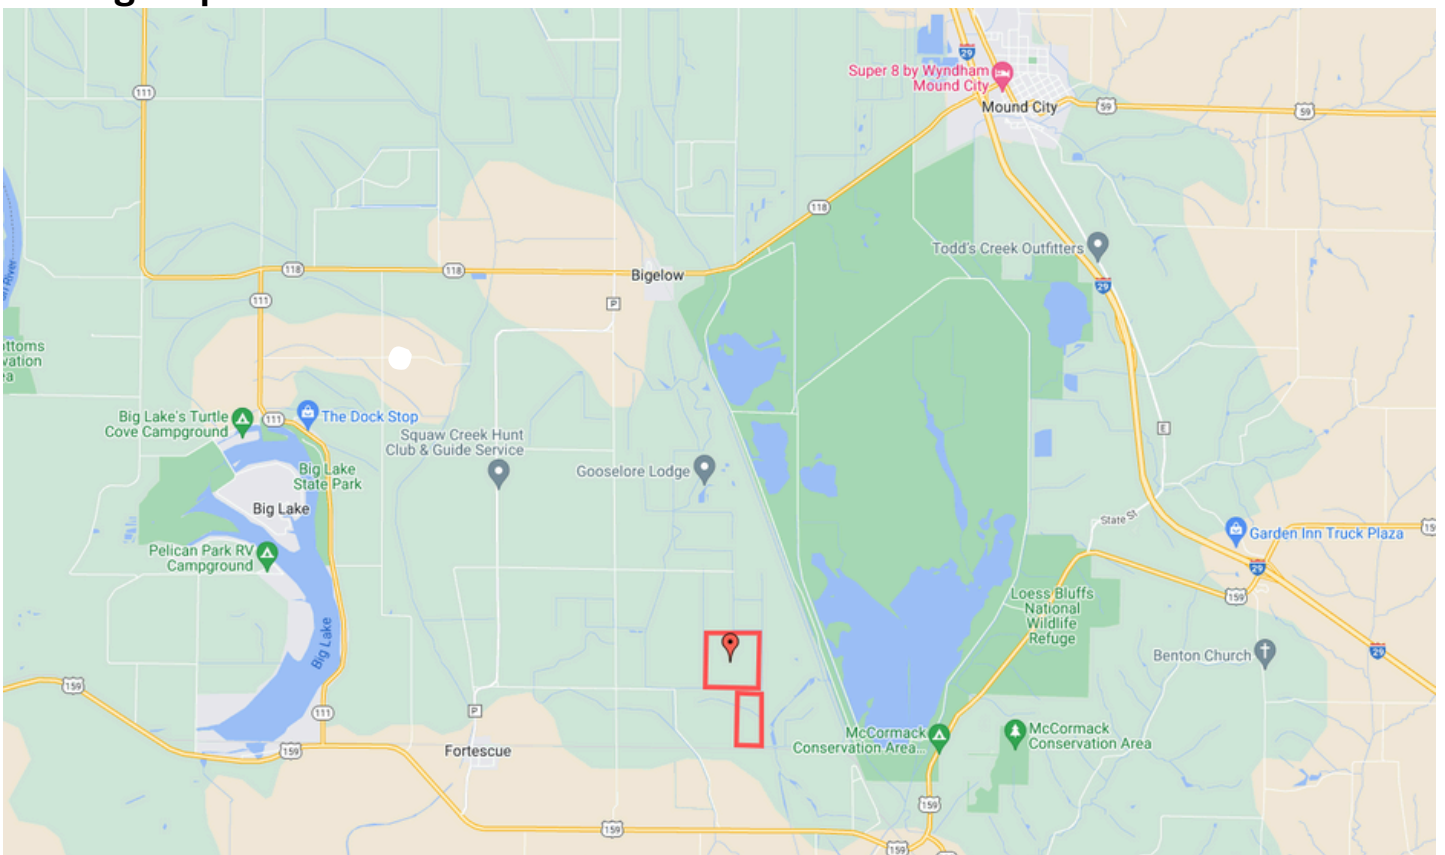 29
Super 8 by Wyndham
Mound City
111
Mound City
59
59
118
Todd's Creek Outfitters
118
118
Bigelow
29
111
P
ottoms
vation
ea
Big Lake's Turtle
Cove Campground
111
The Dock Stop
Squaw Creek Hunt
Club & Guide Service
E
Gooselore Lodge
Big Lake
State Park
Big Lake
State St
Garden Inn Truck Plaza
15
Pelican Park RV
Campground
29
159
Loess Bluffs
National
Wildlife
Refuge
Big Lake
Benton Church
29
159
111
P
McCormack
Conservation Area...
McCormack
Conservation Area
159
Fortescue
159
159
159